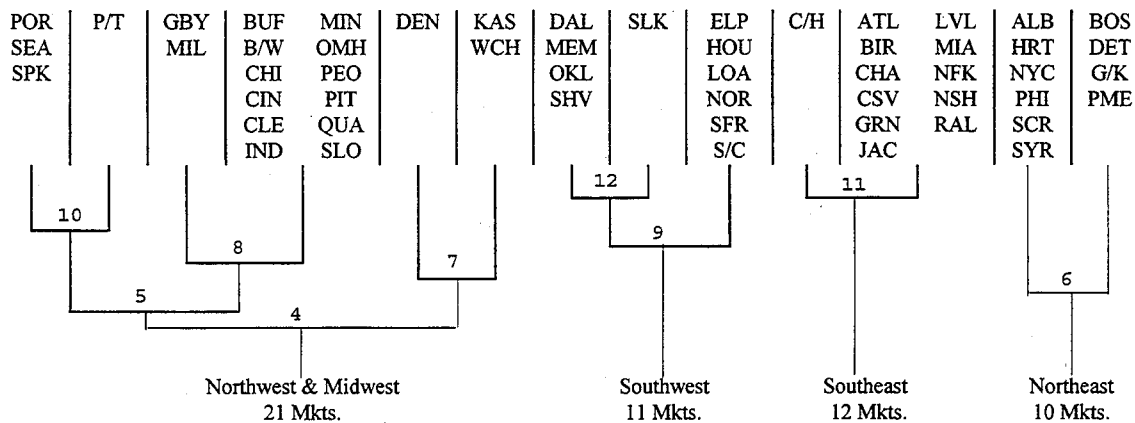 POR P/T GBY BUF MIN DEN KAS DAL SLK ELP C/H ATL LVL ALB BOS
SEA MIL B/W OMH WCH MEM HOU BIR MIA HRT DET
SPK CHI PEO OKL LOA CHA NFK NYC G/K
CIN PIT SHV NOR CSV NSH PHI PME
CLE QUA SFR GRN RAL SCR
IND SLO S/C JAC SYR
12 11
10
9
8
7 6
5
4
Northwest & Midwest Southwest Southeast Northeast
21 Mkts. 11 Mkts. 12 Mkts. 10 Mkts.